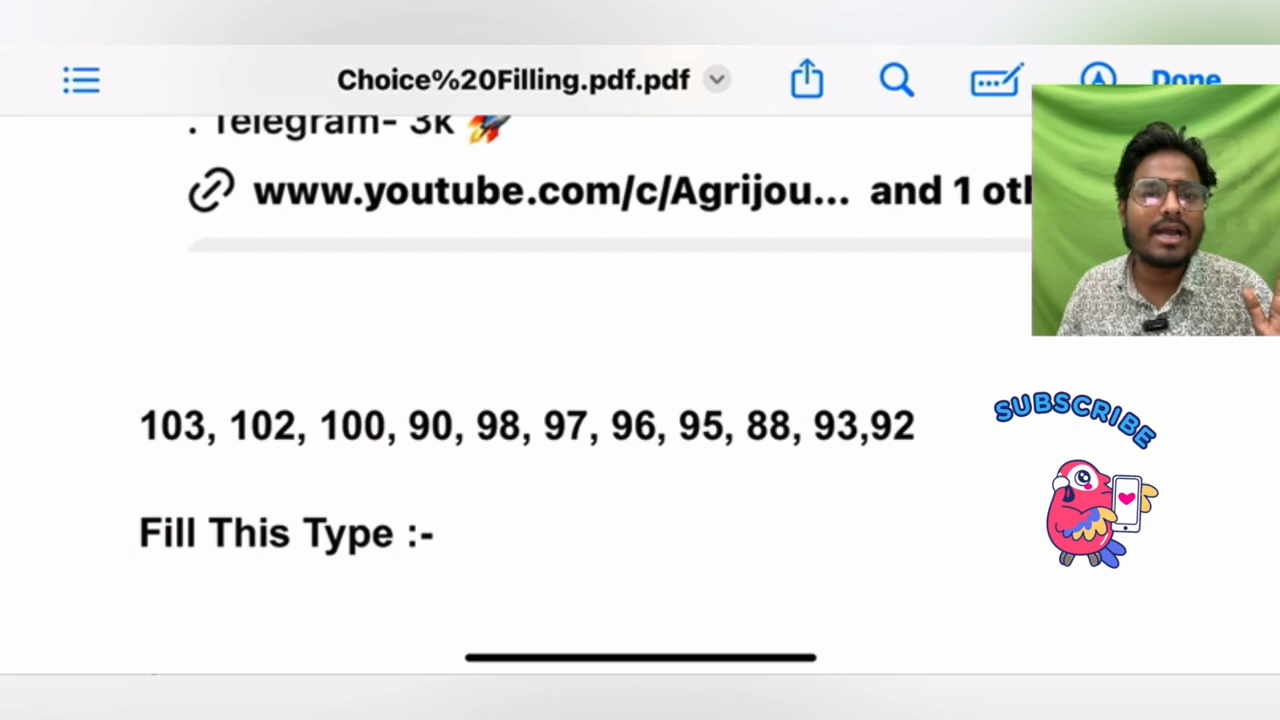 Choice%20Filling.pdf.pdf
Done
. Telegram- 3k 🚀
www.youtube.com/c/Agrijou... and 1 oth
103, 102, 100, 90, 98, 97, 96, 95, 88, 93,92
SUBSCRIBE
Fill This Type :-